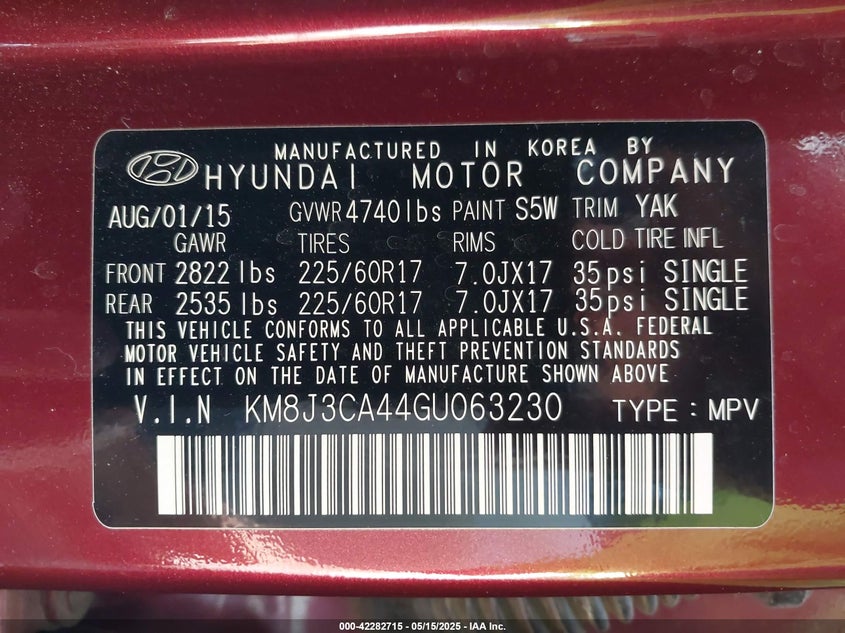 MANUFACTURED IN KOREA BY
HYUNDAI MOTOR COMPANY
AUG/01/15 GVWR 4740lbs PAINT S5W TRIM YAK
GAWR TIRES RIMS COLD TIRE INFL
FRONT 2822 lbs 225/60R17 7.0JX17 35psi SINGLE
REAR 2535 lbs 225/60R17 7.0JX17 35psi SINGLE
THIS VEHICLE CONFORMS TO ALL APPLICABLE U.S.A. FEDERAL
MOTOR VEHICLE SAFETY AND THEFT PREVENTION STANDARDS
IN EFFECT ON THE DATE OF MANUFACTURE SHOWN ABOVE
V.I.N KM8J3CA44GU063230 TYPE : MPV
000-42282715 - 05/15/2025 - IAA Inc.